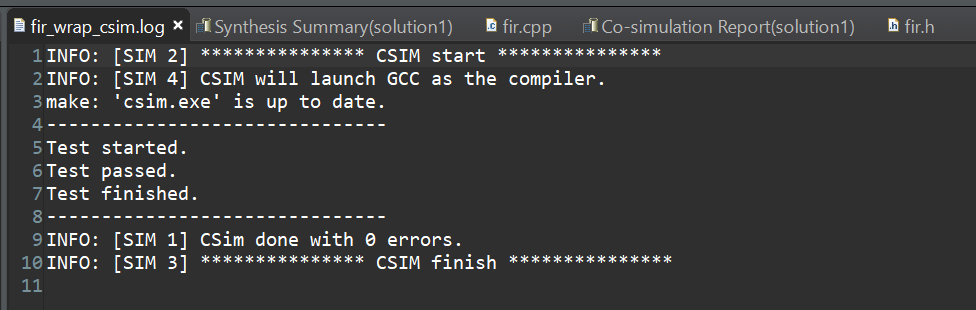 fir_wrap_csim.log × Synthesis Summary(solution1) fir.cpp Co-simulation Report(solution1) fir.h
1 INFO: [SIM 2] *************** CSIM start ***************
2 INFO: [SIM 4] CSIM will launch GCC as the compiler.
3 make: 'csim.exe' is up to date.
4 -------------------------------
5 Test started.
6 Test passed.
7 Test finished.
8 -------------------------------
9 INFO: [SIM 1] CSim done with 0 errors.
10 INFO: [SIM 3] *************** CSIM finish ***************
11